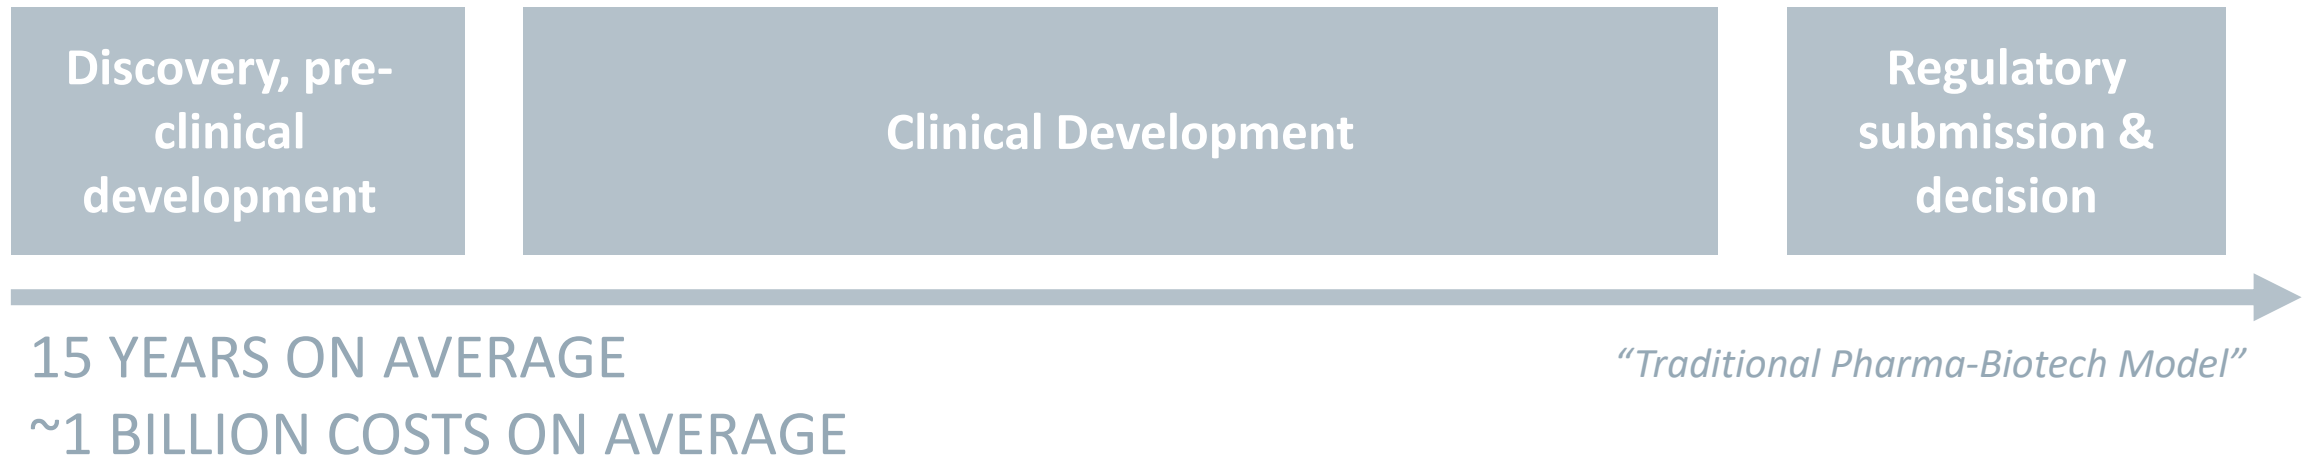 Discovery, pre-
clinical
development
Clinical Development
Regulatory
submission &
decision
15 YEARS ON AVERAGE
“Traditional Pharma-Biotech Model”
~1 BILLION COSTS ON AVERAGE